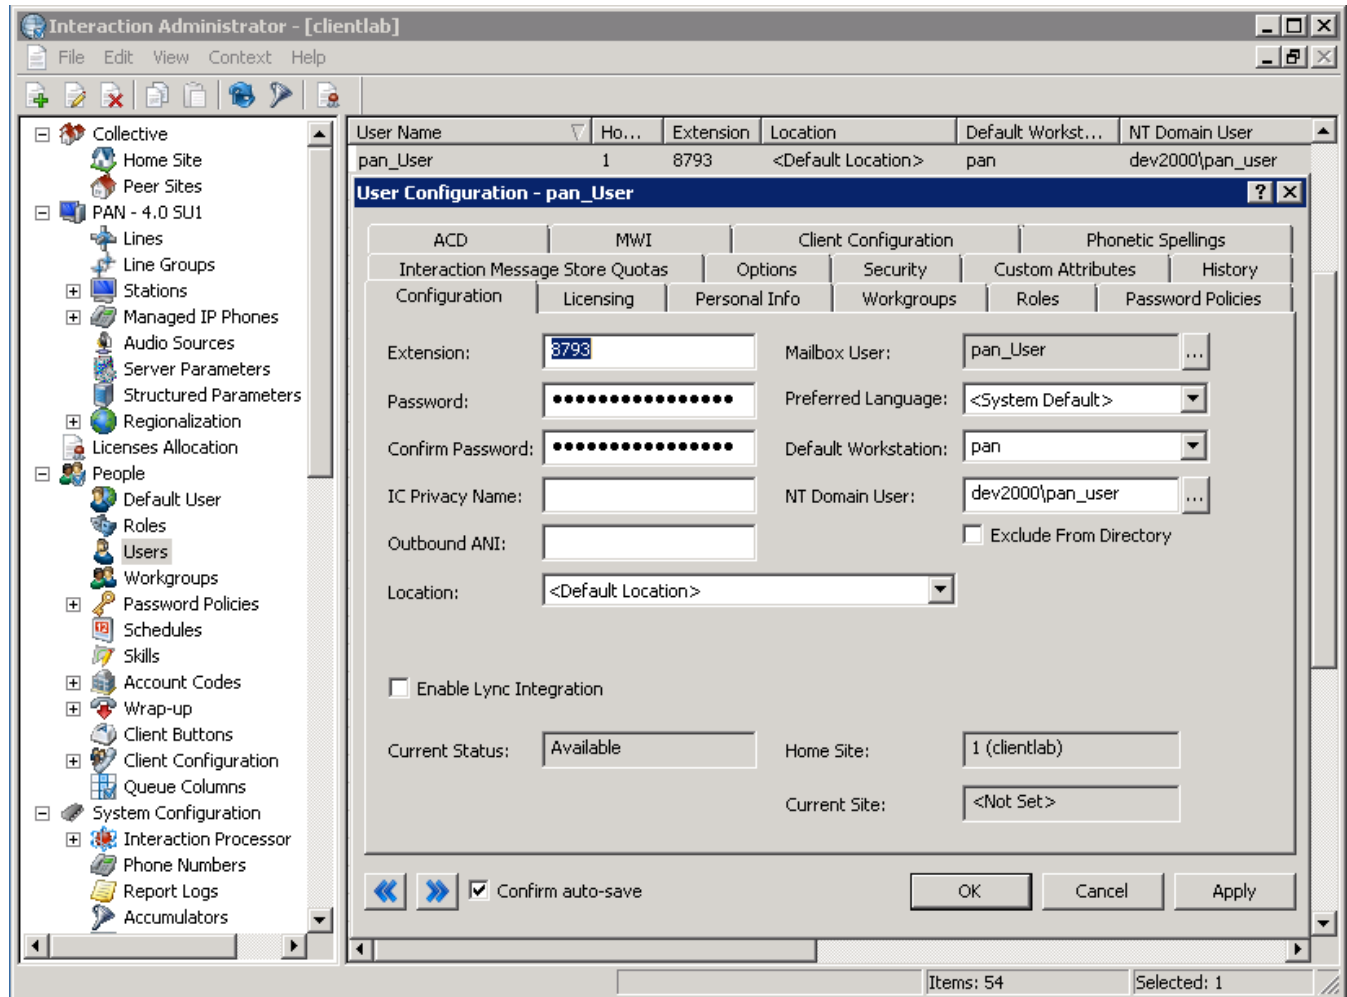 Interaction Administrator - [clientlab]
File Edit View Context Help
Collective
Home Site
Peer Sites
PAN - 4.0 SU1
Lines
Line Groups
Stations
Managed IP Phones
Audio Sources
Server Parameters
Structured Parameters
Regionalization
Licenses Allocation
People
Default User
Roles
Users
Workgroups
Password Policies
Schedules
Skills
Account Codes
Wrap-up
Client Buttons
Client Configuration
Queue Columns
System Configuration
Interaction Processor
Phone Numbers
Report Logs
Accumulators
User Name Ho... Extension Location Default Workst... NT Domain User
pan_User 1 8793 <Default Location> pan dev2000\pan_user
User Configuration - pan_User
ACD MWI Client Configuration Phonetic Spellings
Interaction Message Store Quotas Options Security Custom Attributes History
Configuration Licensing Personal Info Workgroups Roles Password Policies
Extension: 8793 Mailbox User: pan_User ...
Password: •••••••••••••••• Preferred Language: <System Default>
Confirm Password: •••••••••••••••• Default Workstation: pan
IC Privacy Name: NT Domain User: dev2000\pan_user ...
Outbound ANI: Exclude From Directory
Location: <Default Location>
Enable Lync Integration
Current Status: Available Home Site: 1 (clientlab)
Current Site: <Not Set>
Confirm auto-save OK Cancel Apply
Items: 54 Selected: 1